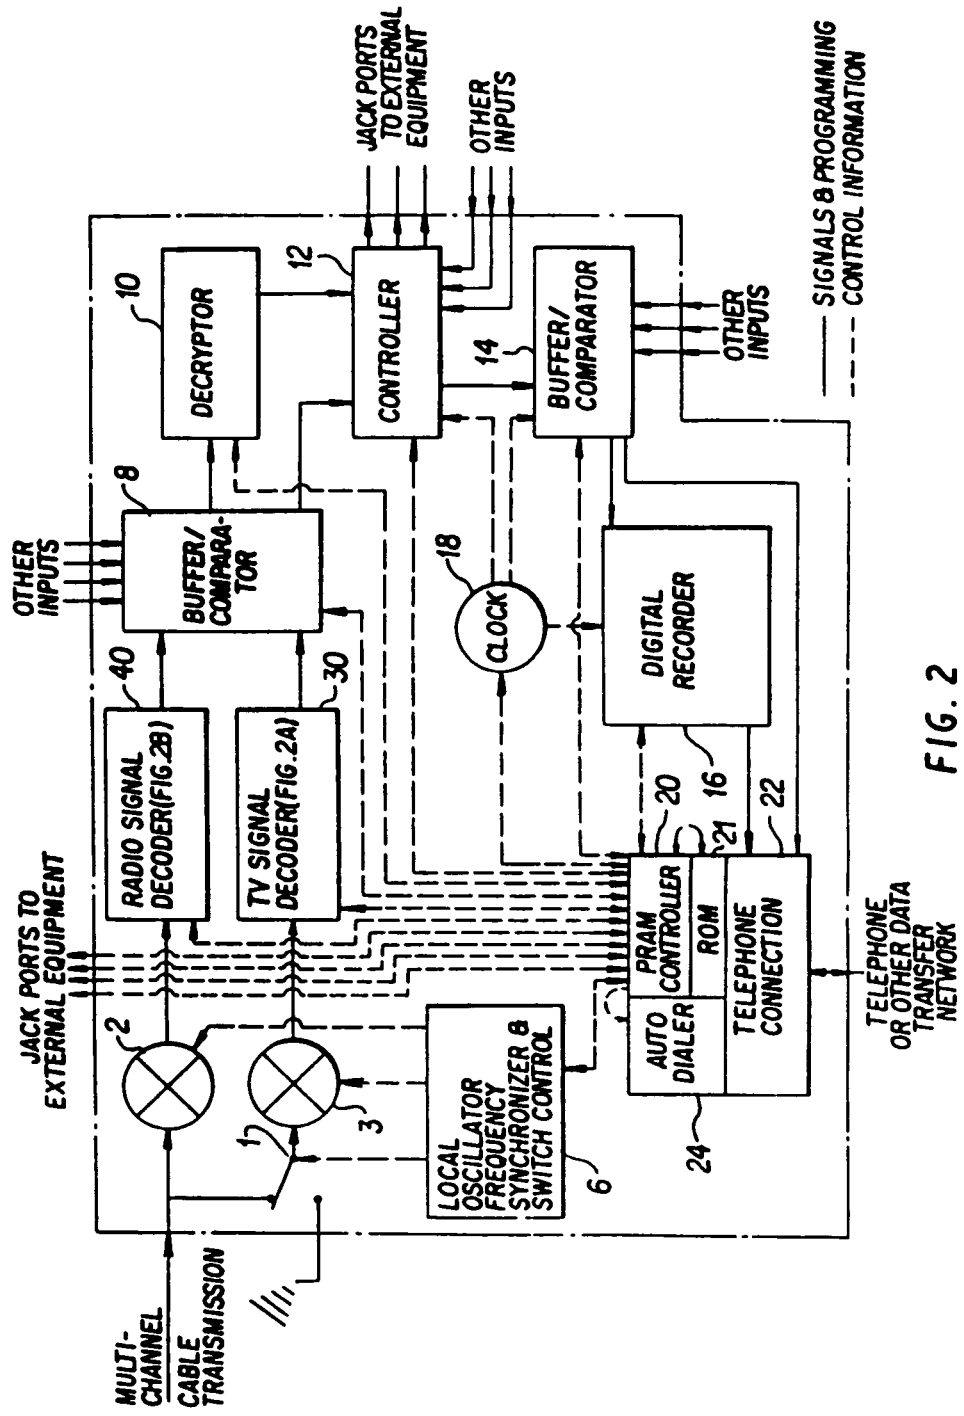 MULTI-
CHANNEL
CABLE
TRANSMISSION
JACK PORTS TO
EXTERNAL EQUIPMENT
OTHER
INPUTS
2
RADIO SIGNAL
DECODER(FIG.2B)
40
BUFFER/
COMPARA-
TOR
8
DECRYPTOR
10
1
3
TV SIGNAL
DECODER(FIG.2A)
30
CONTROLLER
12
JACK PORTS
TO EXTERNAL
EQUIPMENT
OTHER
INPUTS
LOCAL
OSCILLATOR
FREQUENCY
SYNCHRONIZER &
SWITCH CONTROL
6
CLOCK
18
BUFFER/
COMPARATOR
14
OTHER
INPUTS
DIGITAL
RECORDER
16
AUTO
DIALER
24
PRAM
CONTROLLER
20
ROM
21
TELEPHONE
CONNECTION
22
TELEPHONE
OR OTHER DATA
TRANSFER
NETWORK
SIGNALS & PROGRAMMING
CONTROL INFORMATION
FIG. 2